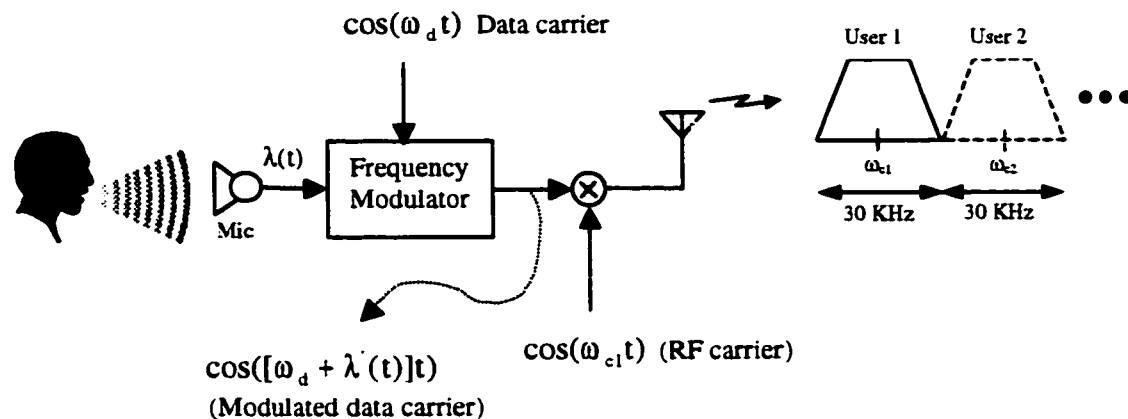 cos(ω_d t) Data carrier
User 1 User 2
λ(t)
Frequency
Modulator
Mic
ω_c1 ω_c2
30 KHz 30 KHz
cos([ω_d + λ˙(t)]t)
(Modulated data carrier)
cos(ω_c1 t) (RF carrier)